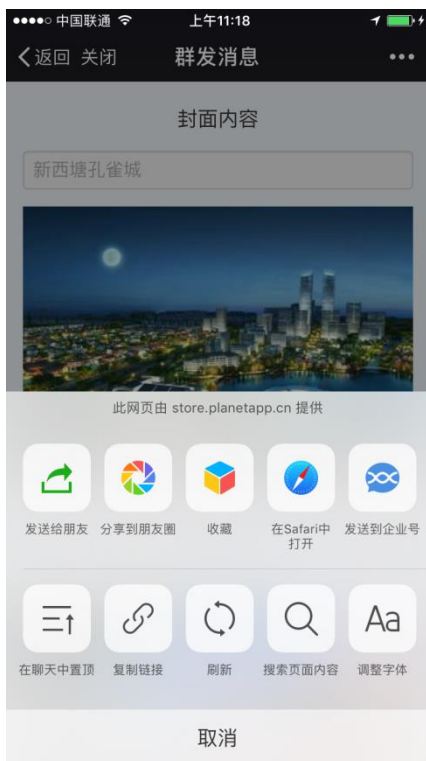 中国联通 上午11:18
返回 关闭 群发消息
封面内容
新西塘孔雀城
此网页由 store.planetapp.cn 提供
发送给朋友 分享到朋友圈 收藏 在Safari中打开 发送到企业号
Aa
在聊天中置顶 复制链接 刷新 搜索页面内容 调整字体
取消